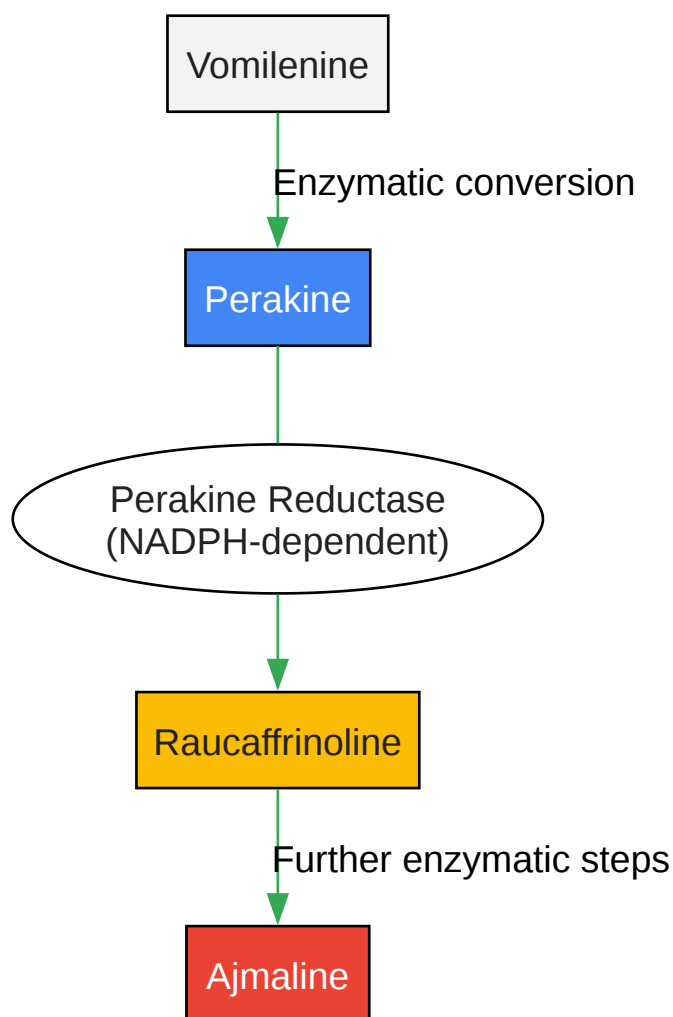 Vomilenine
Enzymatic conversion
Perakine
Perakine Reductase
(NADPH-dependent)
Raucaffrinoline
Further enzymatic steps
Ajmaline